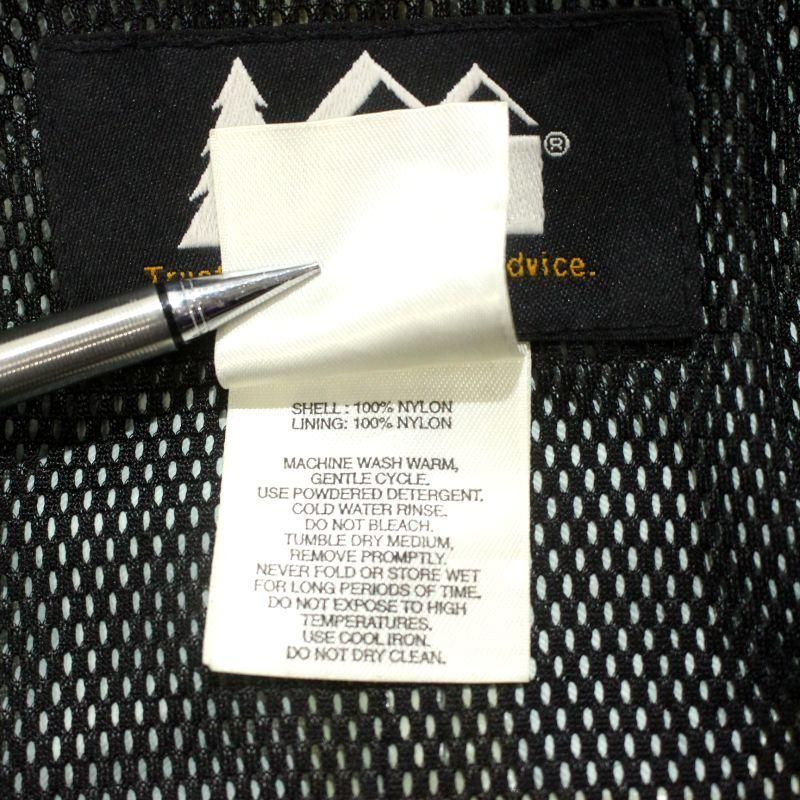 ®
dvice.
SHELL : 100% NYLON
LINING: 100% NYLON
MACHINE WASH WARM,
GENTLE CYCLE.
USE POWDERED DETERGENT.
COLD WATER RINSE.
DO NOT BLEACH.
TUMBLE DRY MEDIUM,
REMOVE PROMPTLY.
NEVER FOLD OR STORE WET
FOR LONG PERIODS OF TIME.
DO NOT EXPOSE TO HIGH
TEMPERATURES.
USE COOL IRON.
DO NOT DRY CLEAN.